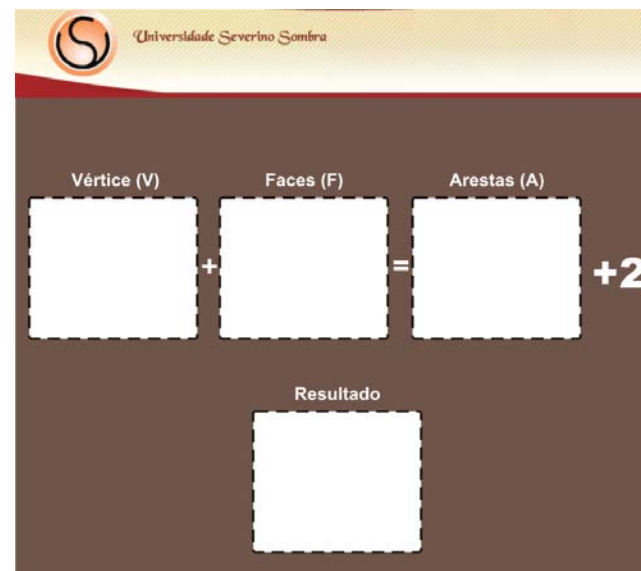 Universidade Severino Sombra
Vértice (V) Faces (F) Arestas (A)
+ = +2
Resultado